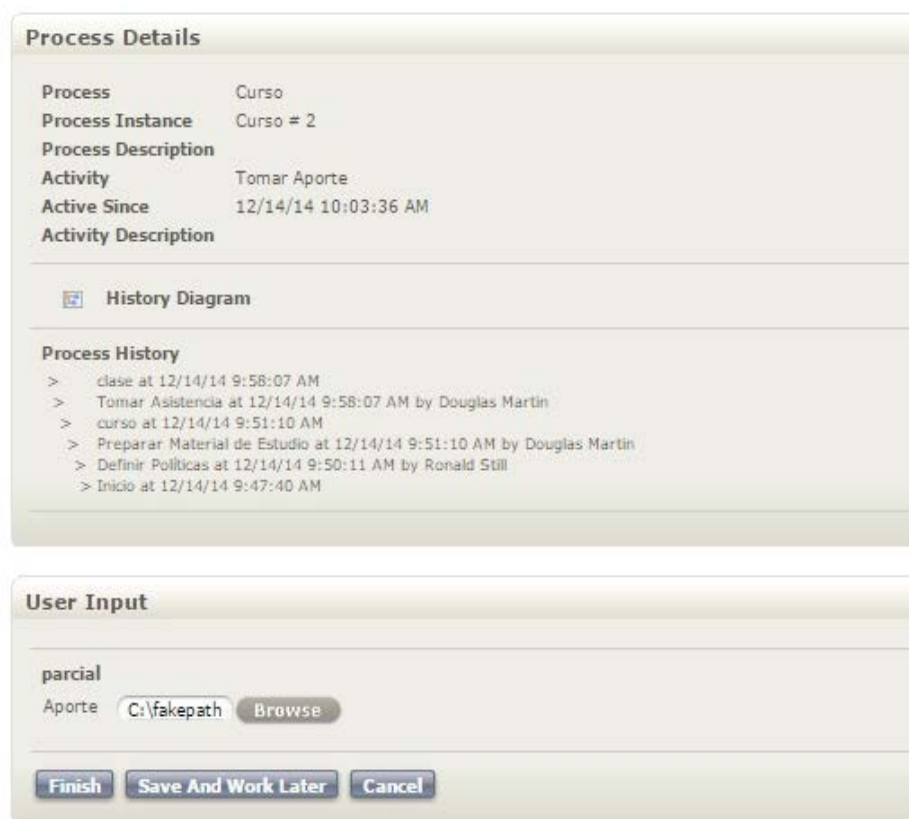 Process Details
Process Curso
Process Instance Curso # 2
Process Description
Activity Tomar Aporte
Active Since 12/14/14 10:03:36 AM
Activity Description
History Diagram
Process History
> clase at 12/14/14 9:58:07 AM
> Tomar Asistencia at 12/14/14 9:58:07 AM by Douglas Martin
> curso at 12/14/14 9:51:10 AM
> Preparar Material de Estudio at 12/14/14 9:51:10 AM by Douglas Martin
> Definir Políticas at 12/14/14 9:50:11 AM by Ronald Still
> Inicio at 12/14/14 9:47:40 AM
User Input
parcial
Aporte C:\fakepath Browse
Finish Save And Work Later Cancel